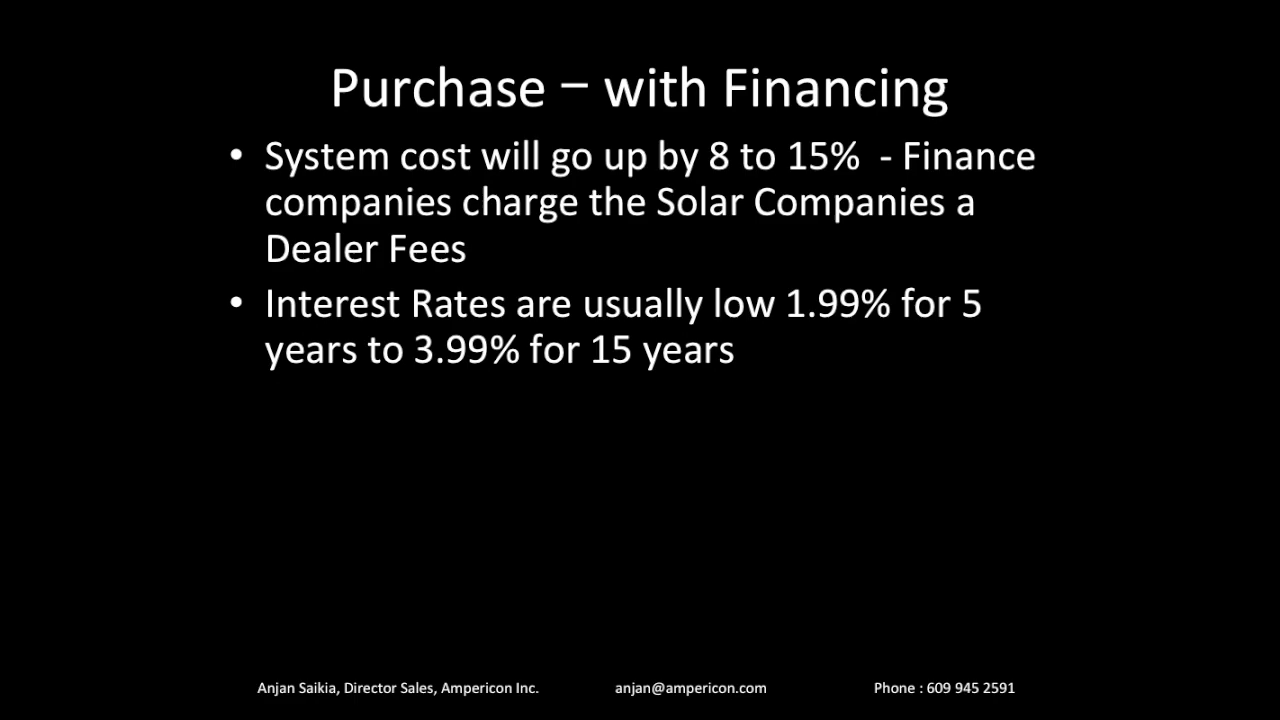 Purchase – with Financing
• System cost will go up by 8 to 15%  - Finance
companies charge the Solar Companies a
Dealer Fees
• Interest Rates are usually low 1.99% for 5
years to 3.99% for 15 years
Anjan Saikia, Director Sales, Ampericon Inc. anjan@ampericon.com Phone : 609 945 2591